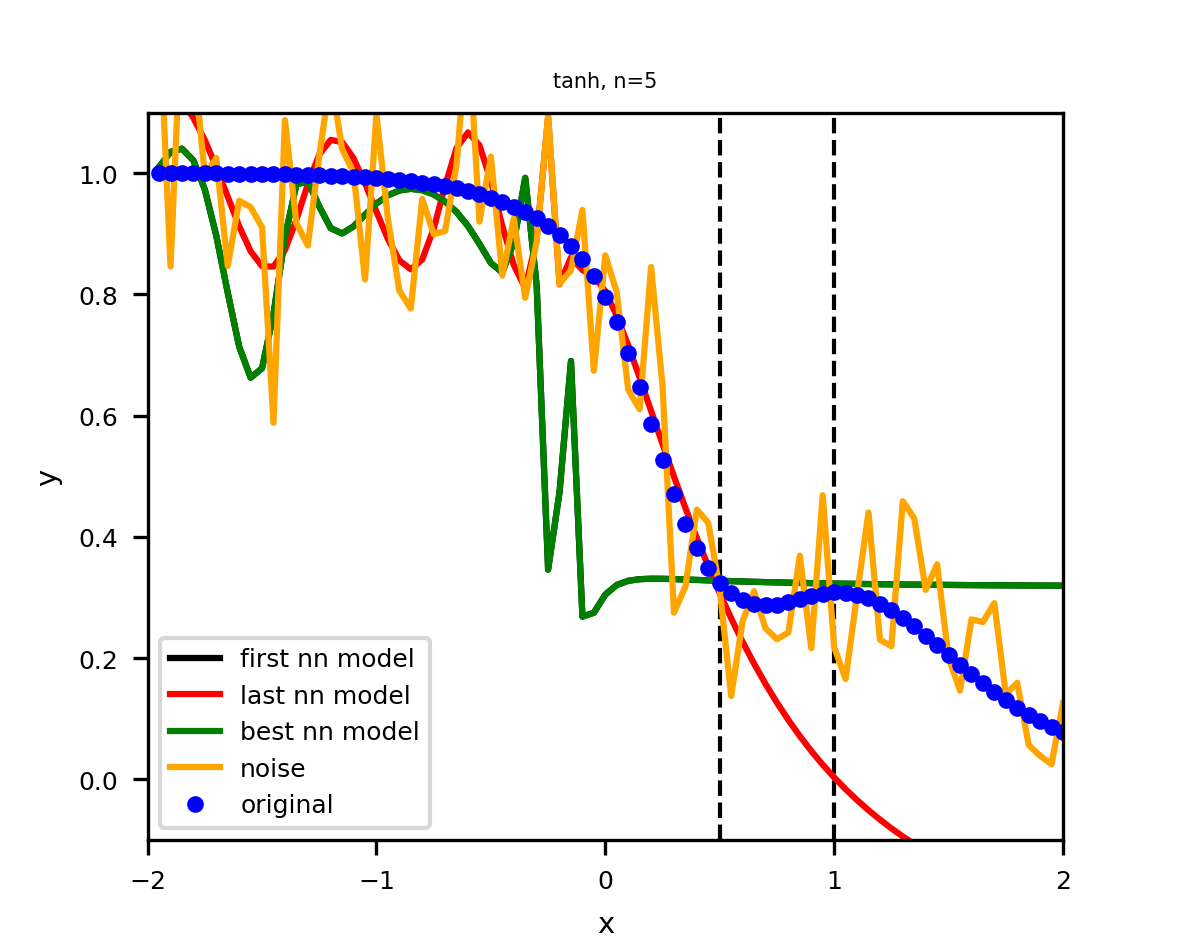 tanh, n=5
y
1.0
0.8
0.6
0.4
0.2
0.0
first nn model
last nn model
best nn model
noise
original
−2
−1
0
1
2
x